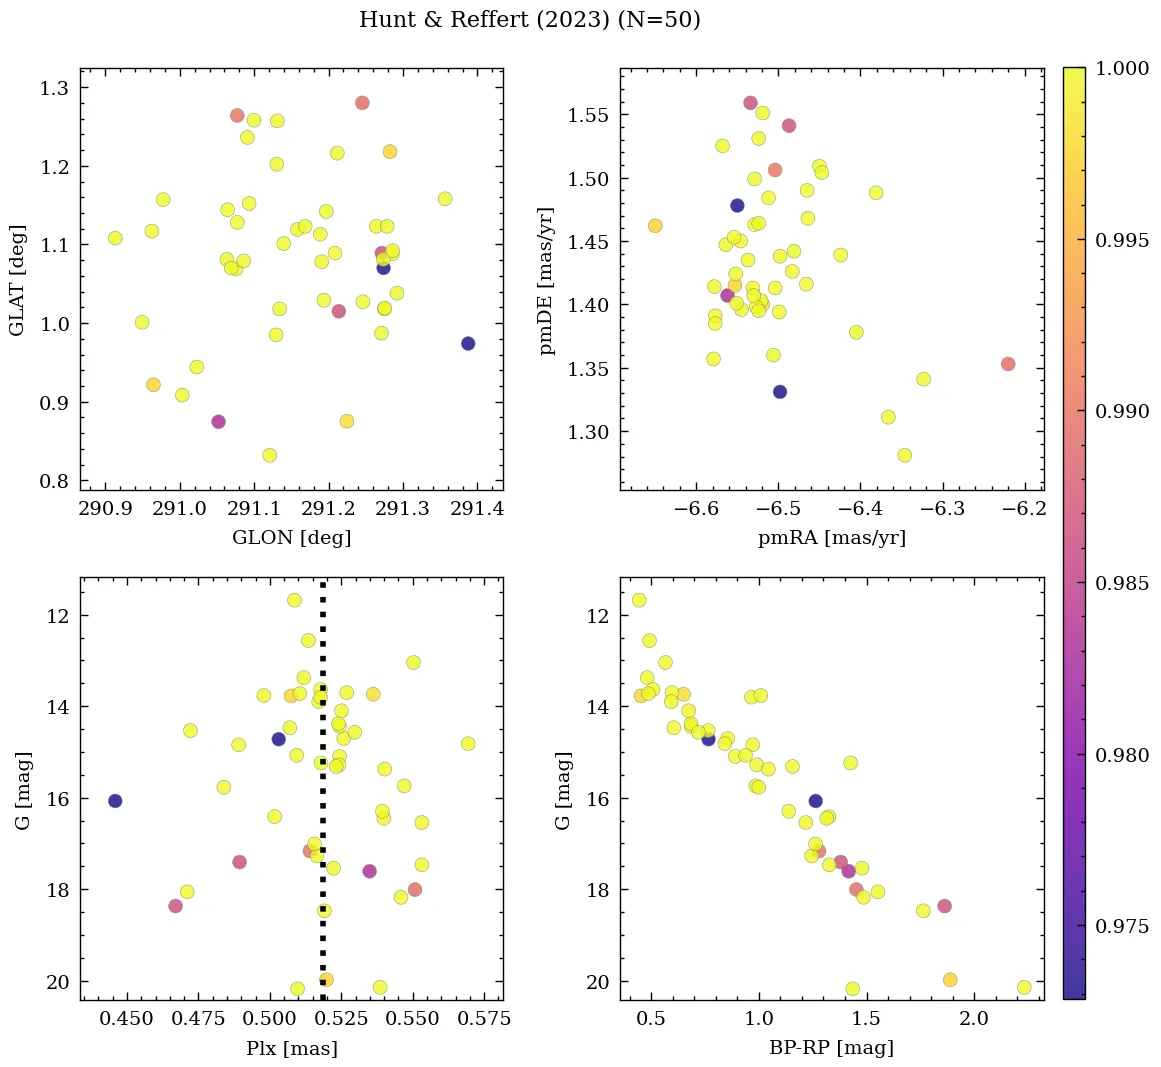 Hunt & Reffert (2023) (N=50)
1.3
1.2
1.1
1.0
0.9
0.8
GLAT [deg]
290.9 291.0 291.1 291.2 291.3 291.4
GLON [deg]
1.55
1.50
1.45
1.40
1.35
1.30
pmDE [mas/yr]
−6.6 −6.5 −6.4 −6.3 −6.2
pmRA [mas/yr]
12
14
16
18
20
G [mag]
0.450 0.475 0.500 0.525 0.550 0.575
Plx [mas]
12
14
16
18
20
G [mag]
0.5 1.0 1.5 2.0
BP-RP [mag]
1.000
0.995
0.990
0.985
0.980
0.975